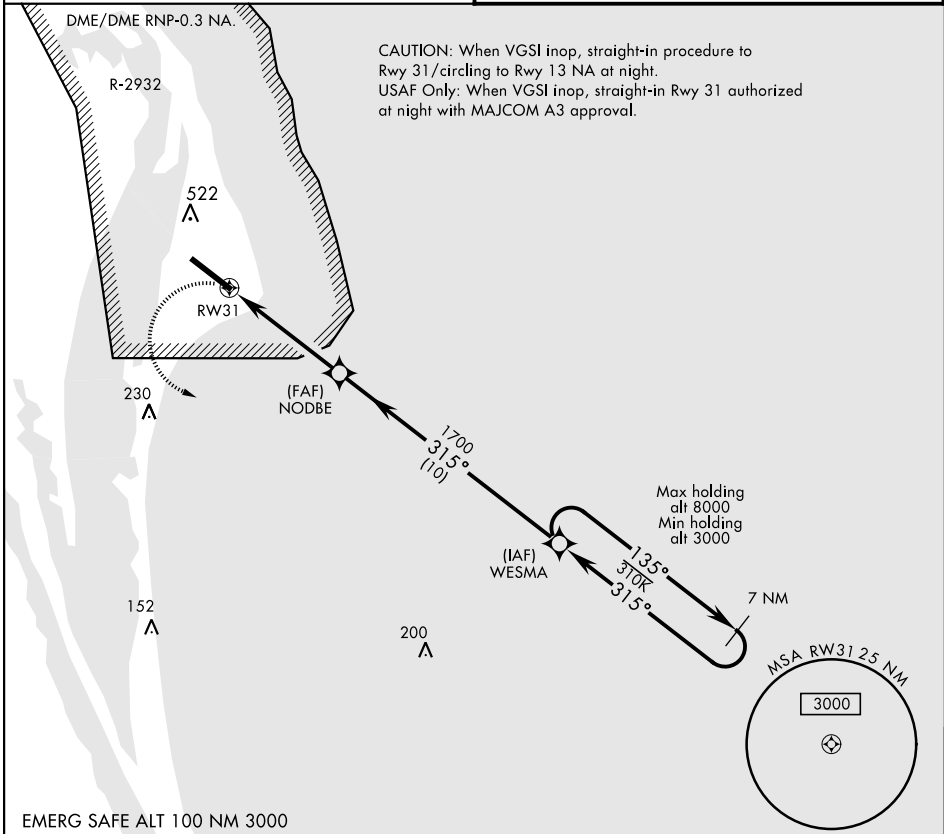 DME/DME RNP-0.3 NA.
CAUTION: When VGSI inop, straight-in procedure to
Rwy 31/circling to Rwy 13 NA at night.
USAF Only: When VGSI inop, straight-in Rwy 31 authorized
at night with MAJCOM A3 approval.
R-2932
522
RW31
230
(FAF)
NODBE
1700
315°
(10)
Max holding
alt 8000
Min holding
alt 3000
(IAF)
WESMA
135°
310K
315°
7 NM
152
200
MSA RW31 25 NM
3000
EMERG SAFE ALT 100 NM 3000